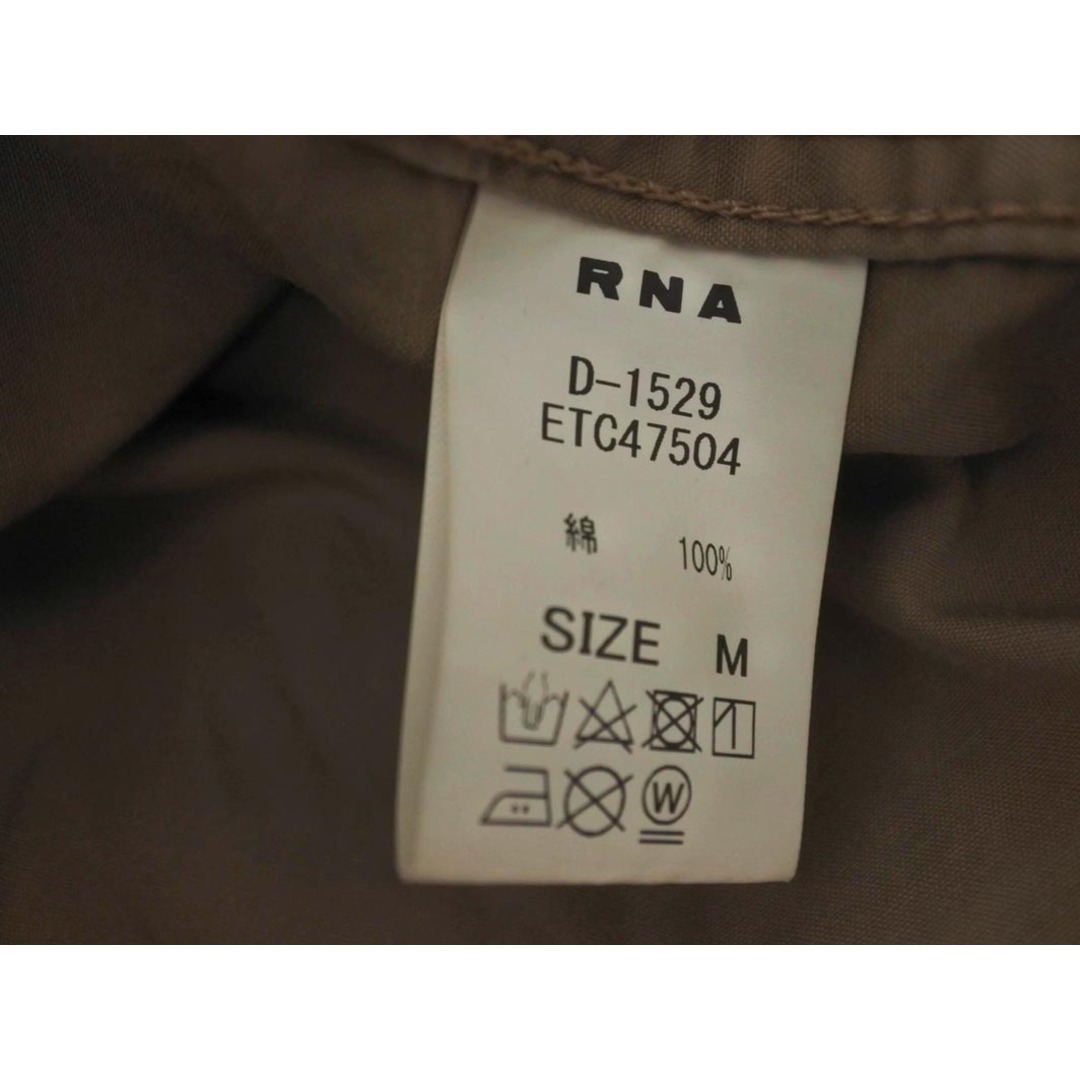 RNA
D-1529
ETC47504
綿 100%
SIZE M
W